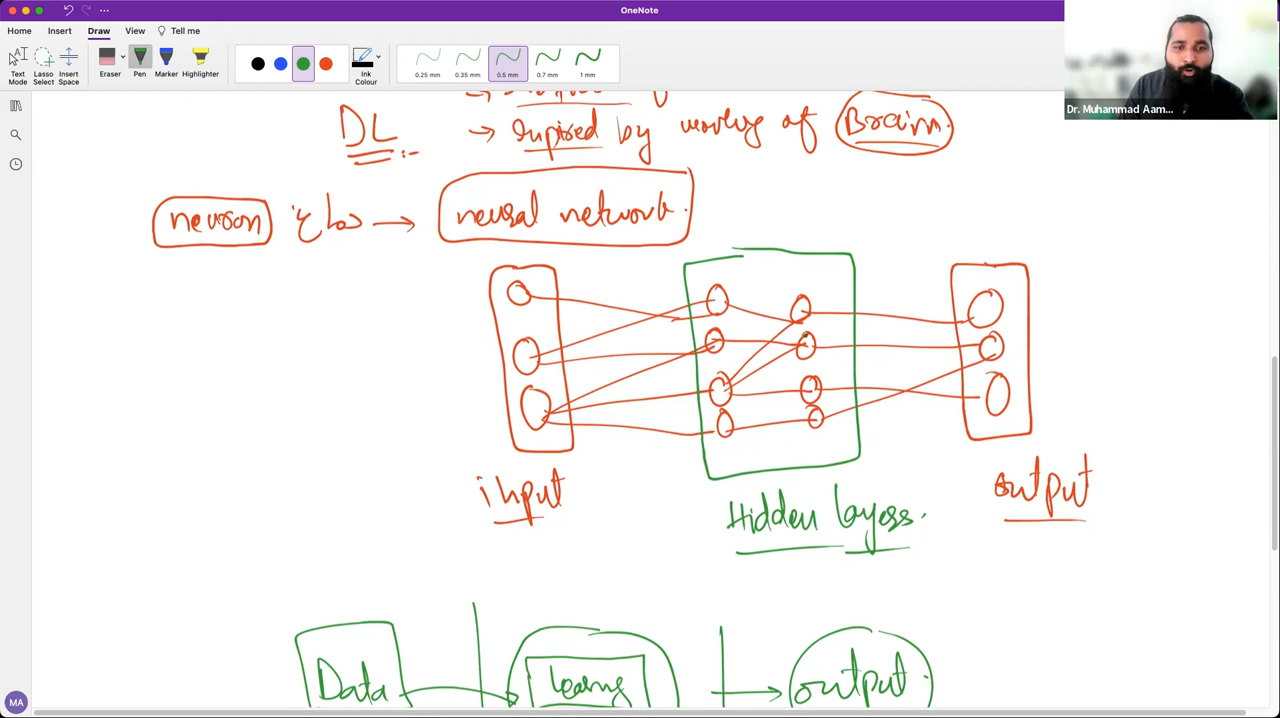 OneNote
Home Insert Draw View Tell me
Text Mode Lasso Select Insert Space Eraser Pen Marker Highlighter Ink Colour 0.25 mm 0.35 mm 0.5 mm 0.7 mm 1 mm
Dr. Muhammad Aam...
DL :- → Inpired by working of Brain
neuron → neural network.
input
Hidden layers.
output
Data learning output
MA